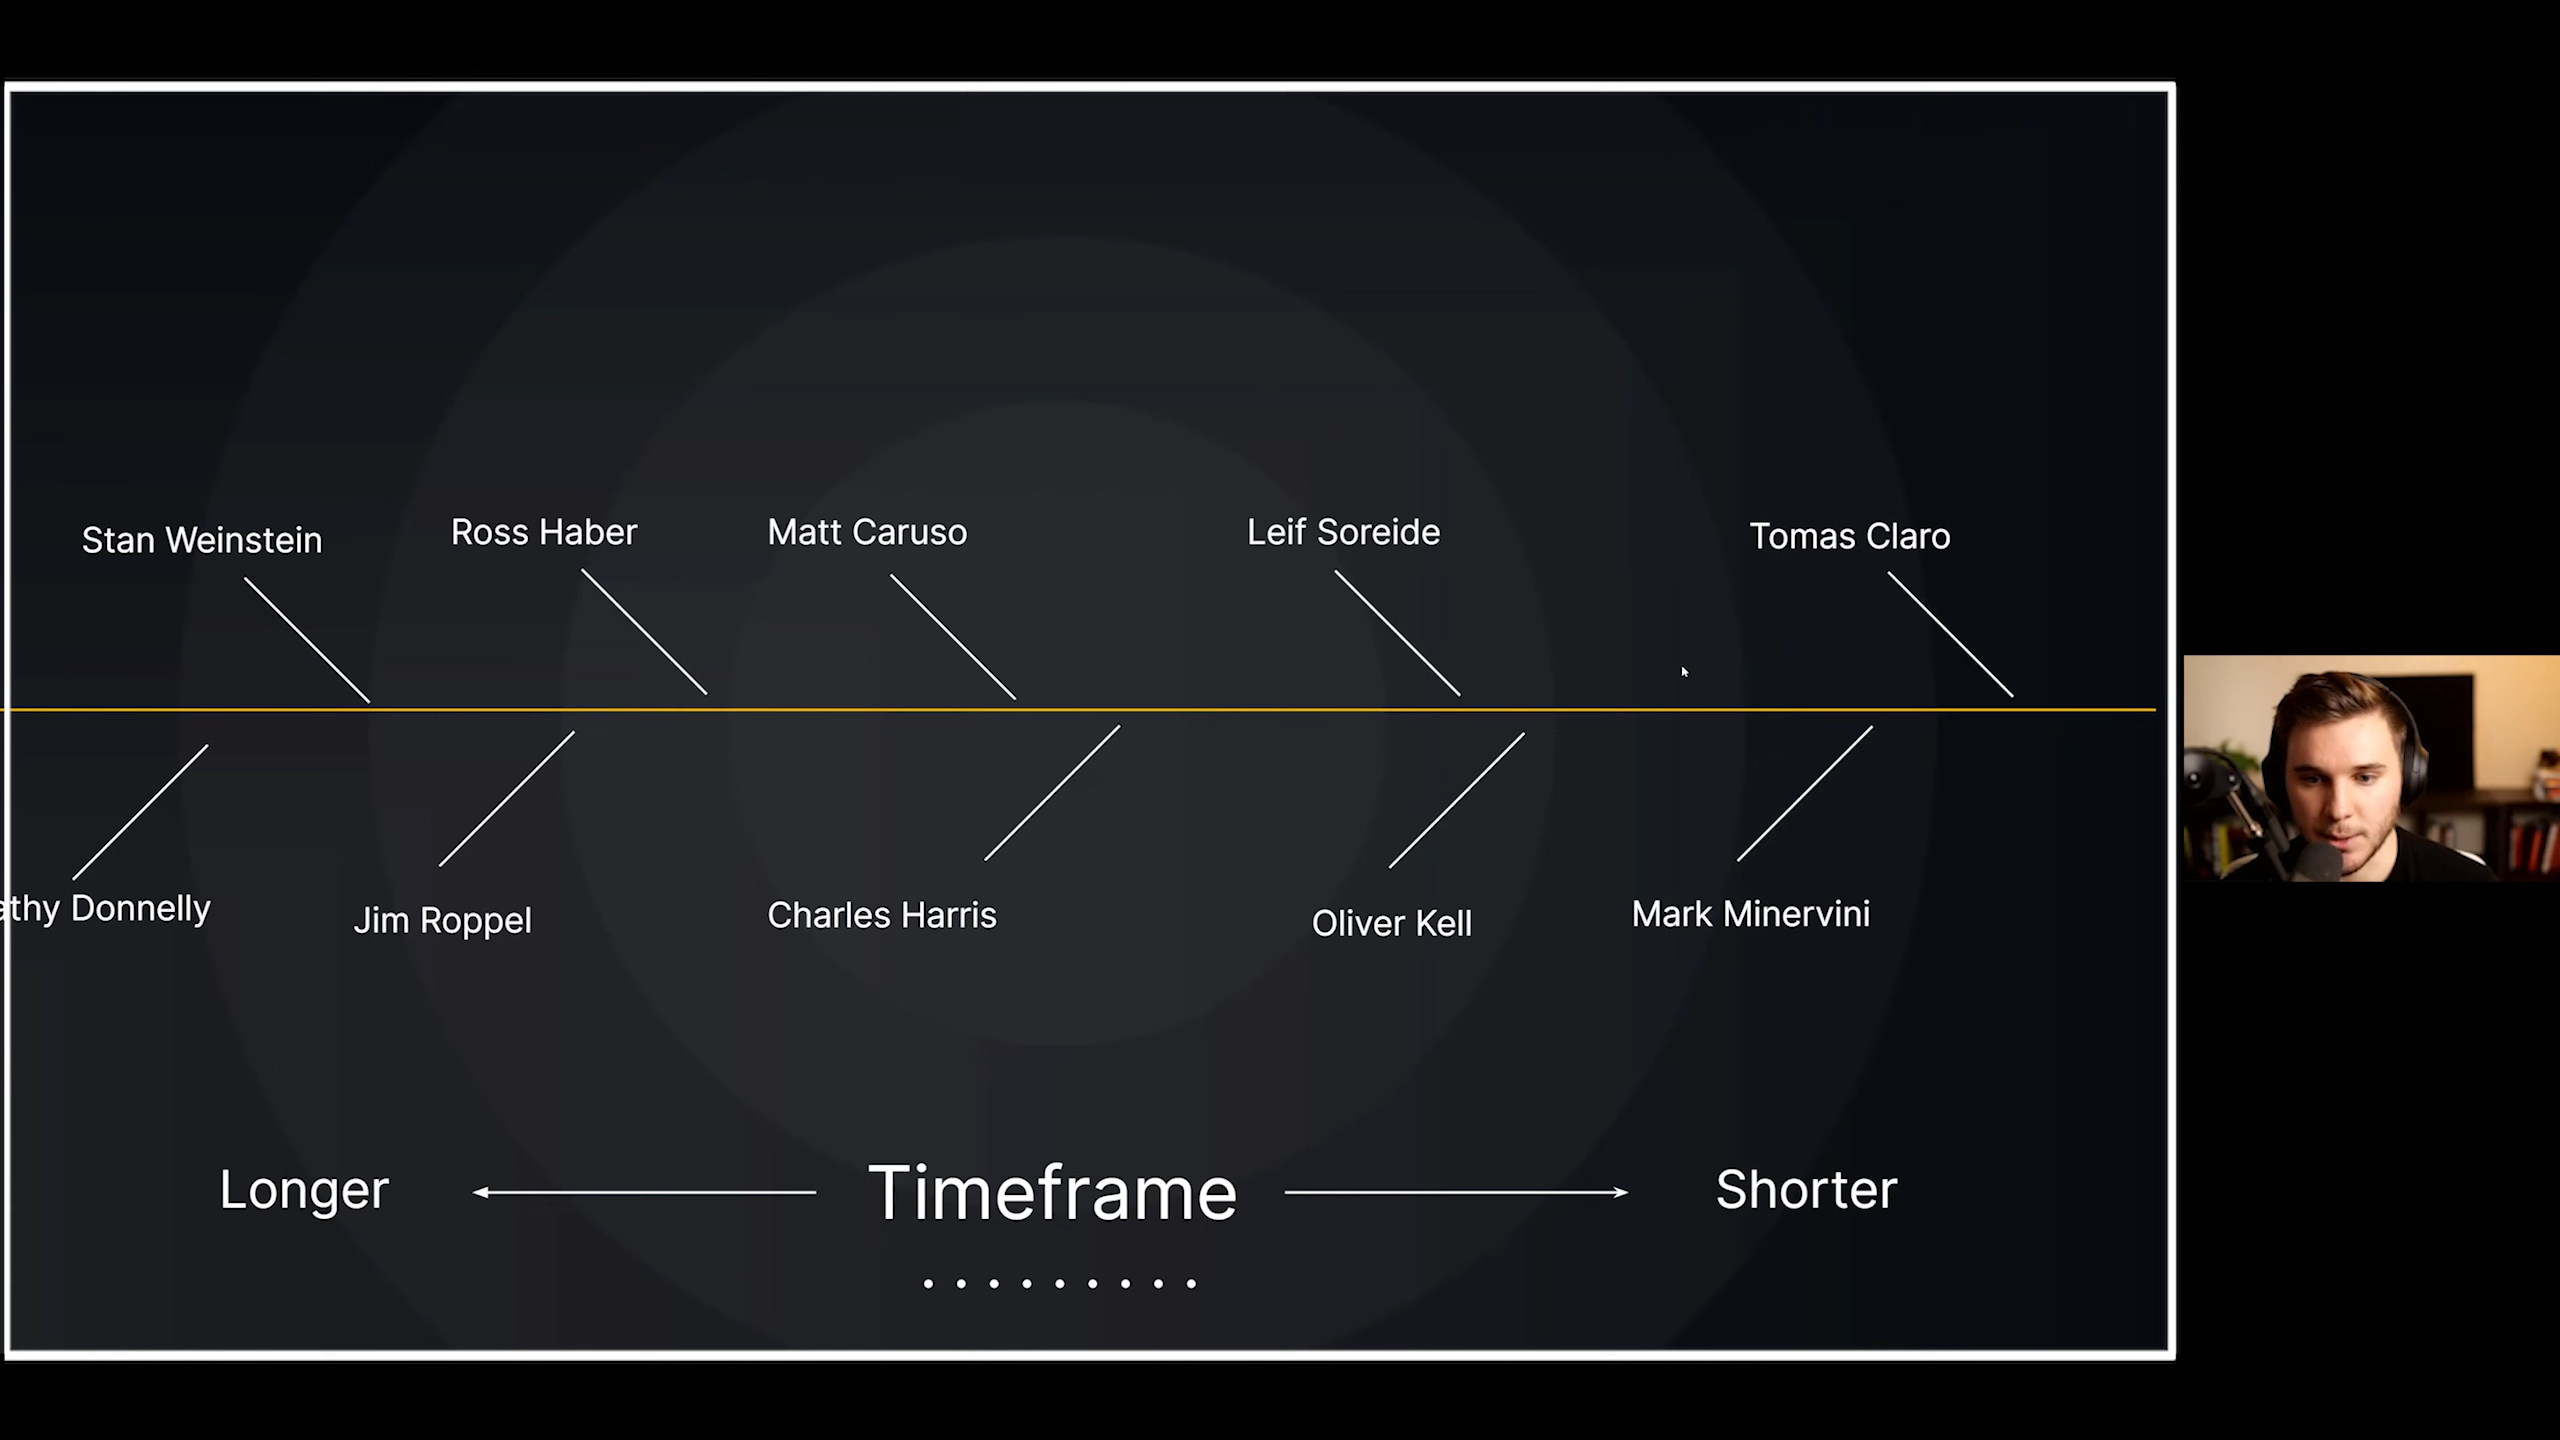 Stan Weinstein
Ross Haber
Matt Caruso
Leif Soreide
Tomas Claro
athy Donnelly
Jim Roppel
Charles Harris
Oliver Kell
Mark Minervini
Longer
Timeframe
Shorter